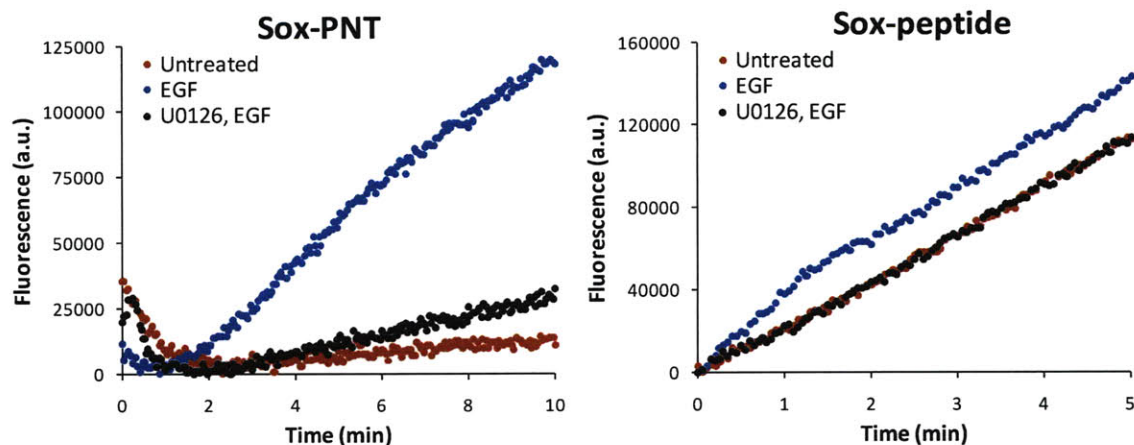 Sox-PNT
125000
100000
75000
50000
25000
0
Fluorescence (a.u.)
Untreated
EGF
U0126, EGF
0 2 4 6 8 10
Time (min)
Sox-peptide
160000
120000
80000
40000
0
Fluorescence (a.u.)
Untreated
EGF
U0126, EGF
0 1 2 3 4 5
Time (min)